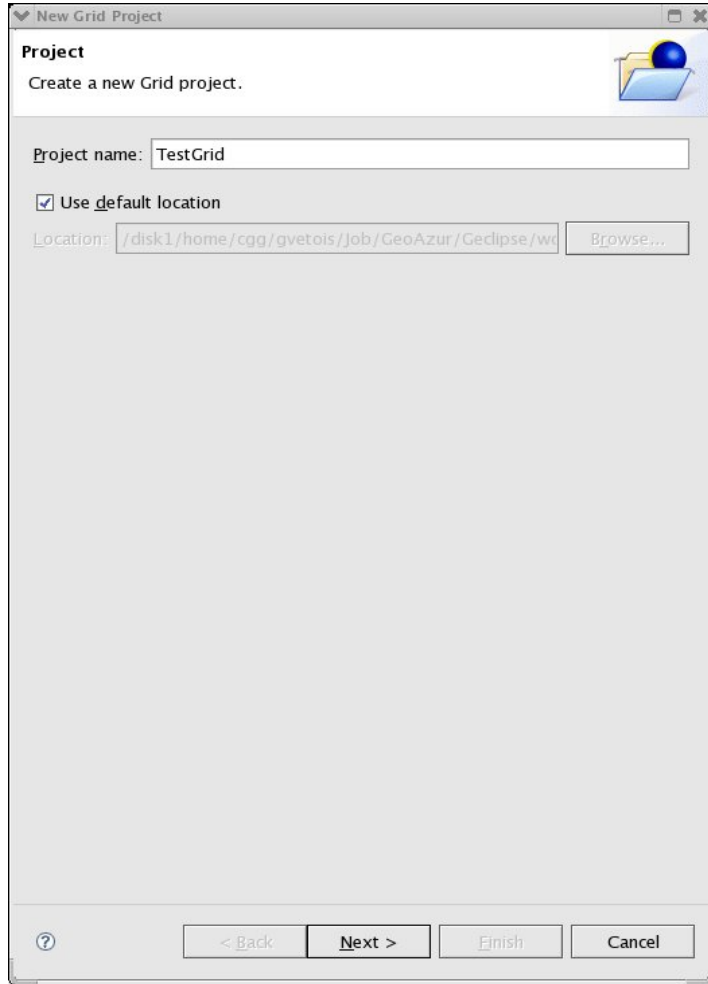 New Grid Project
Project
Create a new Grid project.
Project name: TestGrid
Use default location
Location: /disk1/home/cgg/gvetois/Job/GeoAzur/Geclipse/wo Browse...
? < Back Next > Finish Cancel